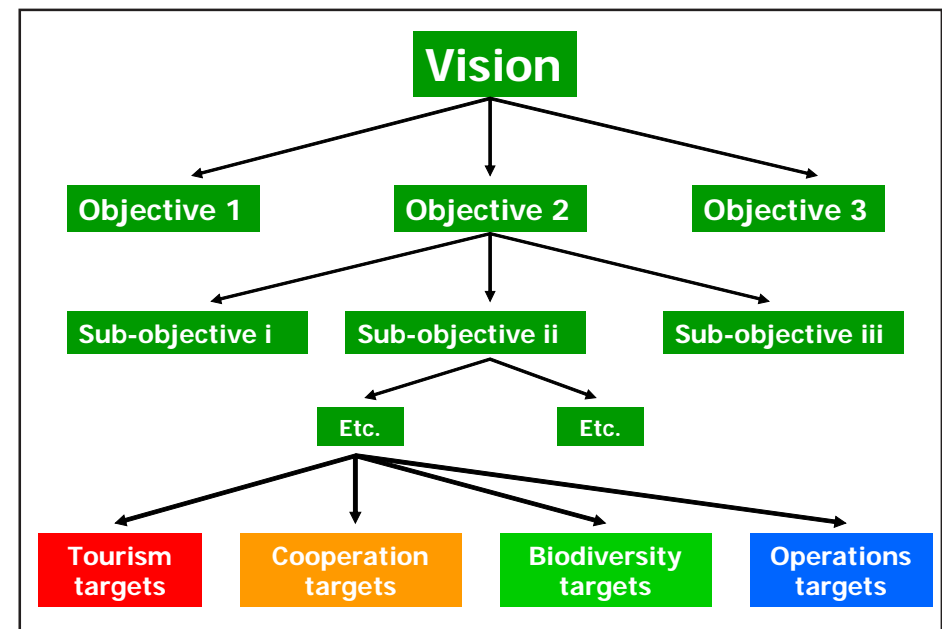 Vision
Objective 1
Objective 2
Objective 3
Sub-objective i
Sub-objective ii
Sub-objective iii
Etc.
Etc.
Tourism
targets
Cooperation
targets
Biodiversity
targets
Operations
targets